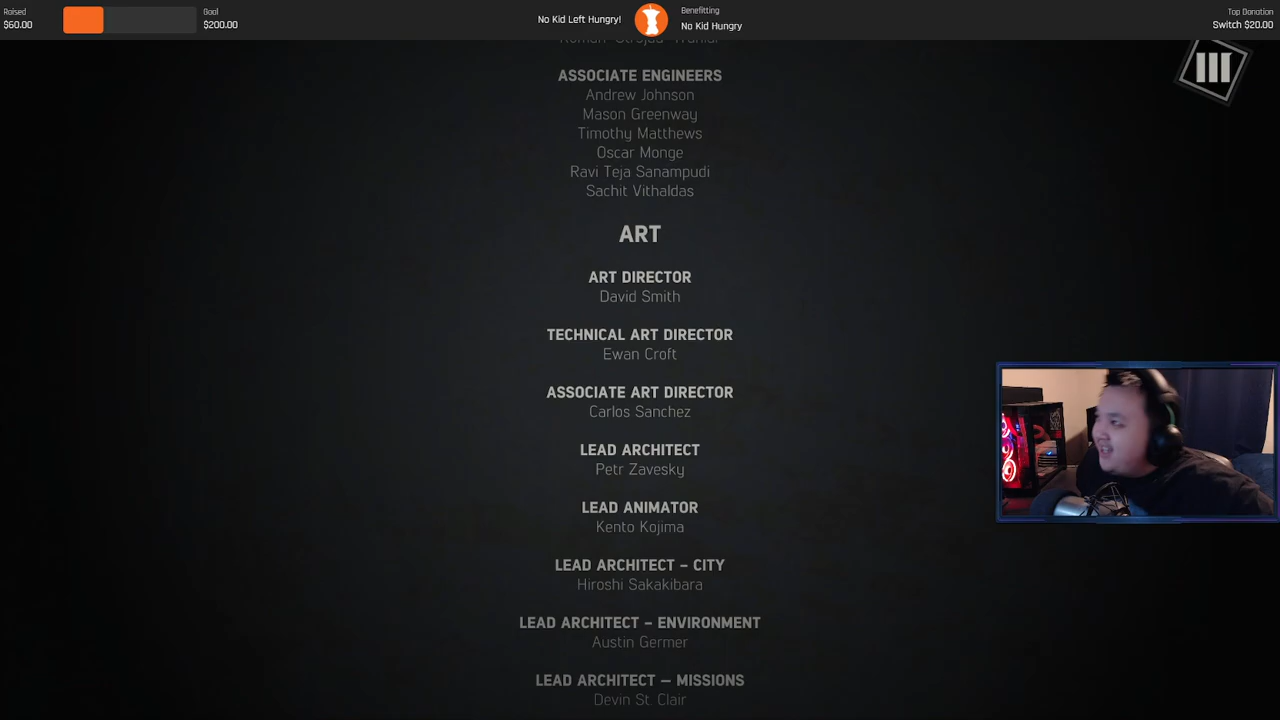 Raised
$60.00
Goal
$200.00
No Kid Left Hungry!
Benefitting
No Kid Hungry
Top Donation
Switch $20.00
ASSOCIATE ENGINEERS
Andrew Johnson
Mason Greenway
Timothy Matthews
Oscar Monge
Ravi Teja Sanampudi
Sachit Vithaldas
ART
ART DIRECTOR
David Smith
TECHNICAL ART DIRECTOR
Ewan Croft
ASSOCIATE ART DIRECTOR
Carlos Sanchez
LEAD ARCHITECT
Petr Zavesky
LEAD ANIMATOR
Kento Kojima
LEAD ARCHITECT – CITY
Hiroshi Sakakibara
LEAD ARCHITECT – ENVIRONMENT
Austin Germer
LEAD ARCHITECT — MISSIONS
Devin St. Clair